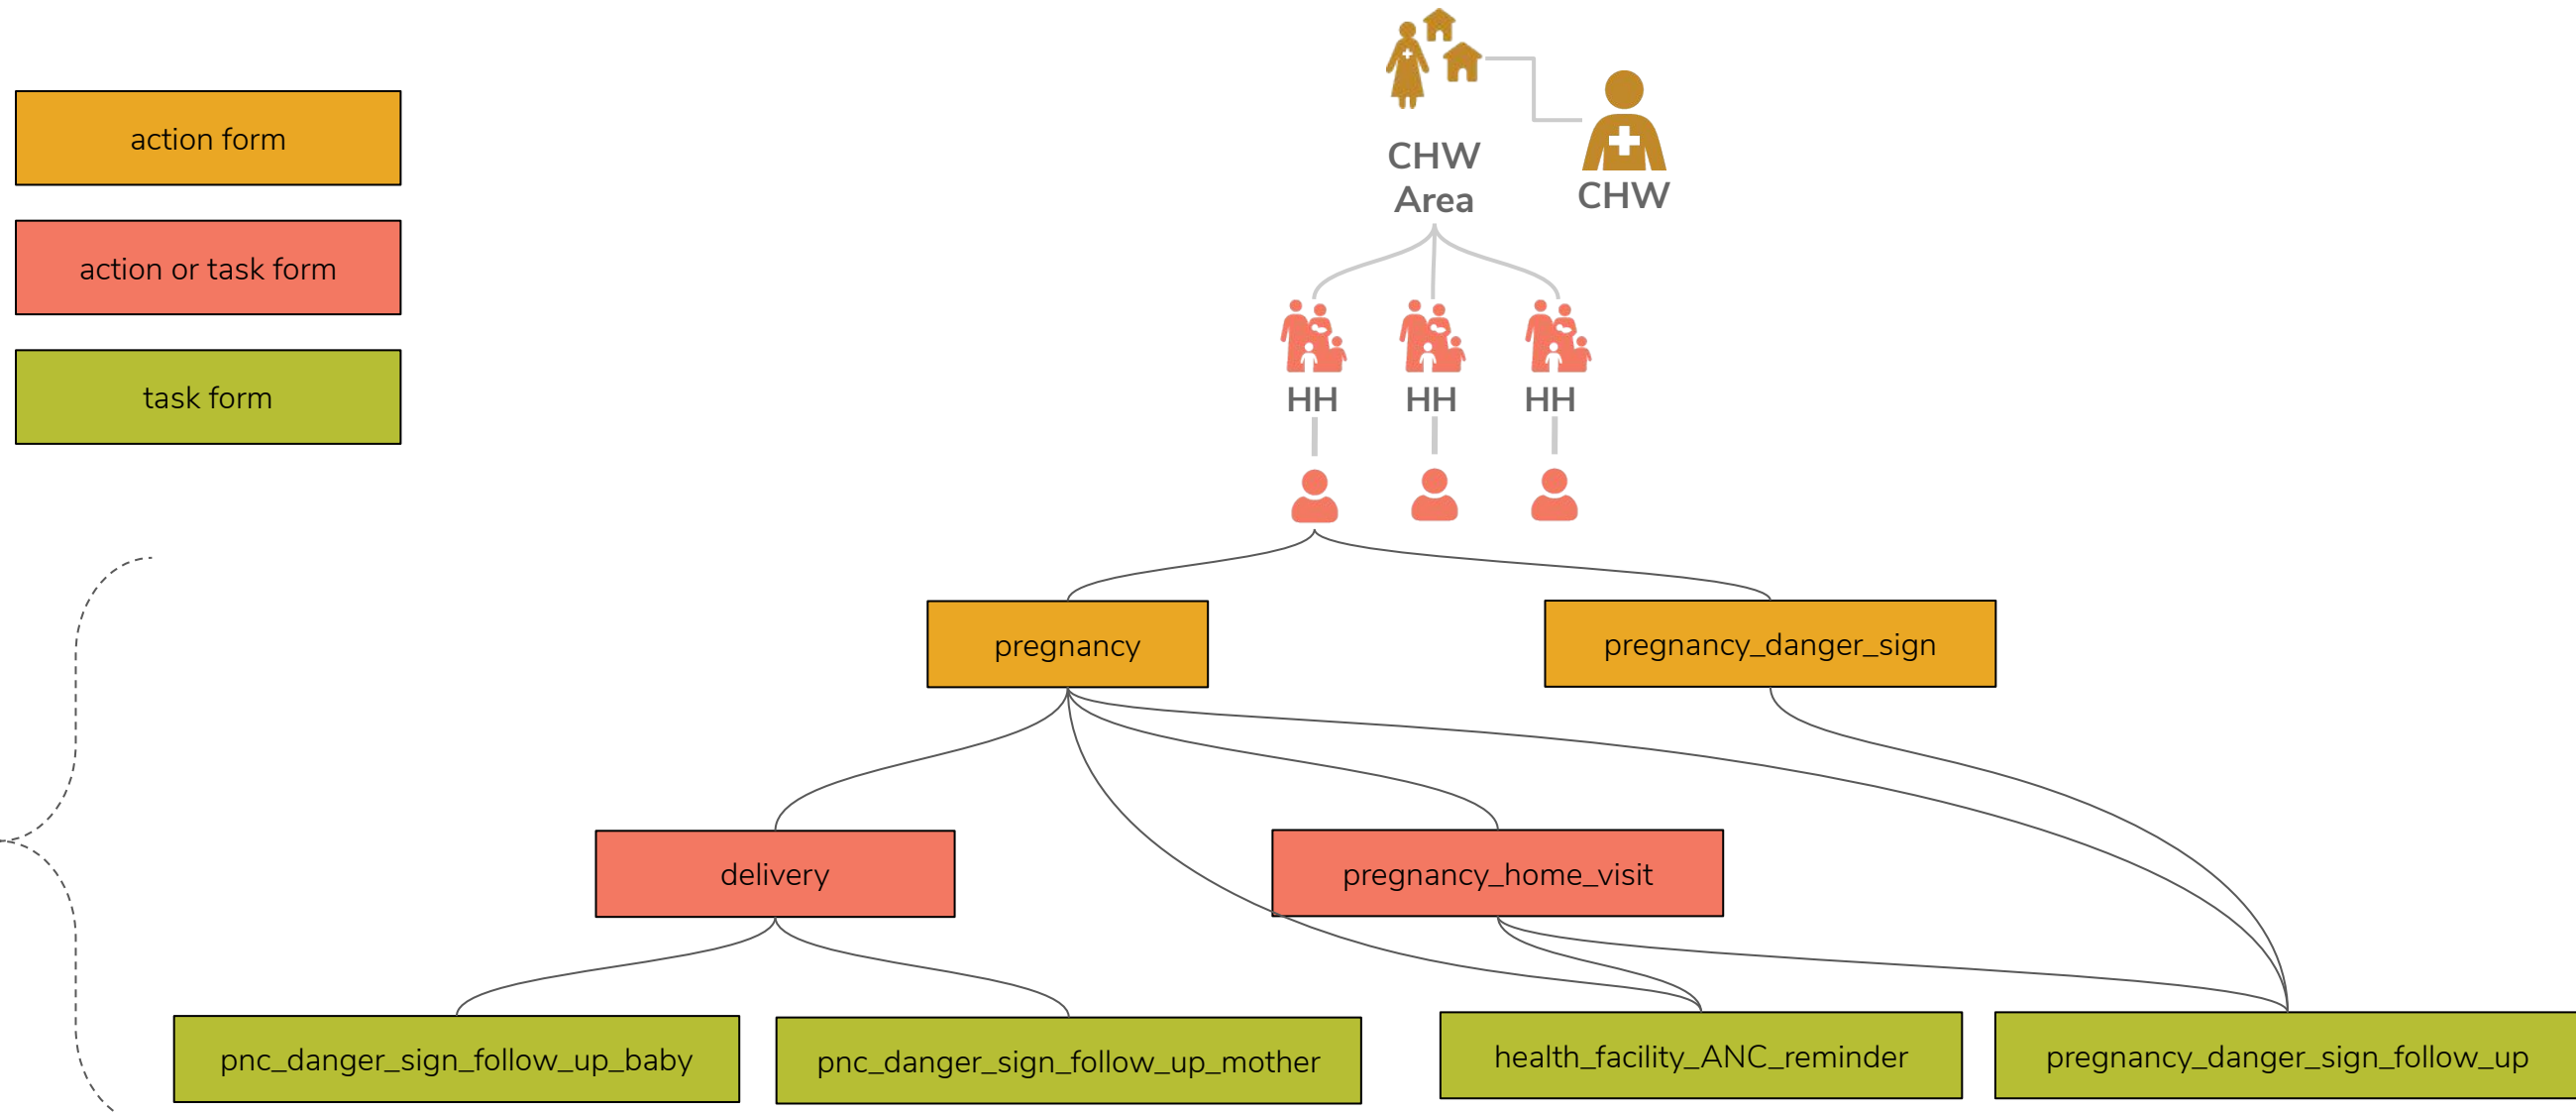 action form
action or task form
task form
CHW
Area
CHW
HH HH HH
pregnancy
pregnancy_danger_sign
delivery
pregnancy_home_visit
pnc_danger_sign_follow_up_baby
pnc_danger_sign_follow_up_mother
health_facility_ANC_reminder
pregnancy_danger_sign_follow_up